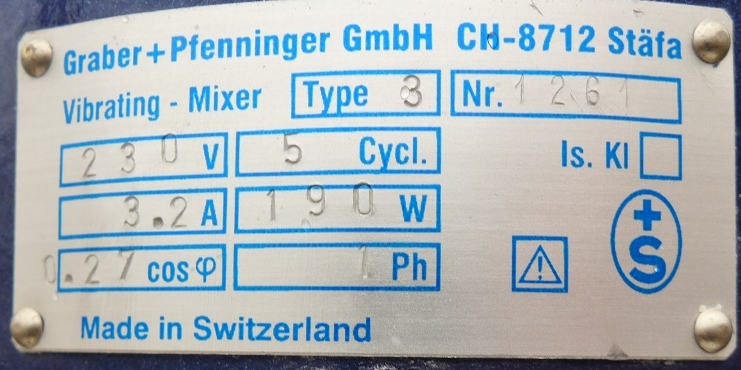 Graber+Pfenninger GmbH CH-8712 Stäfa
Vibrating - Mixer Type 3 Nr. 1261
230 V 5 Cycl. Is. Kl
3.2 A 190 W
0.27 cos φ 1 Ph
+S
Made in Switzerland